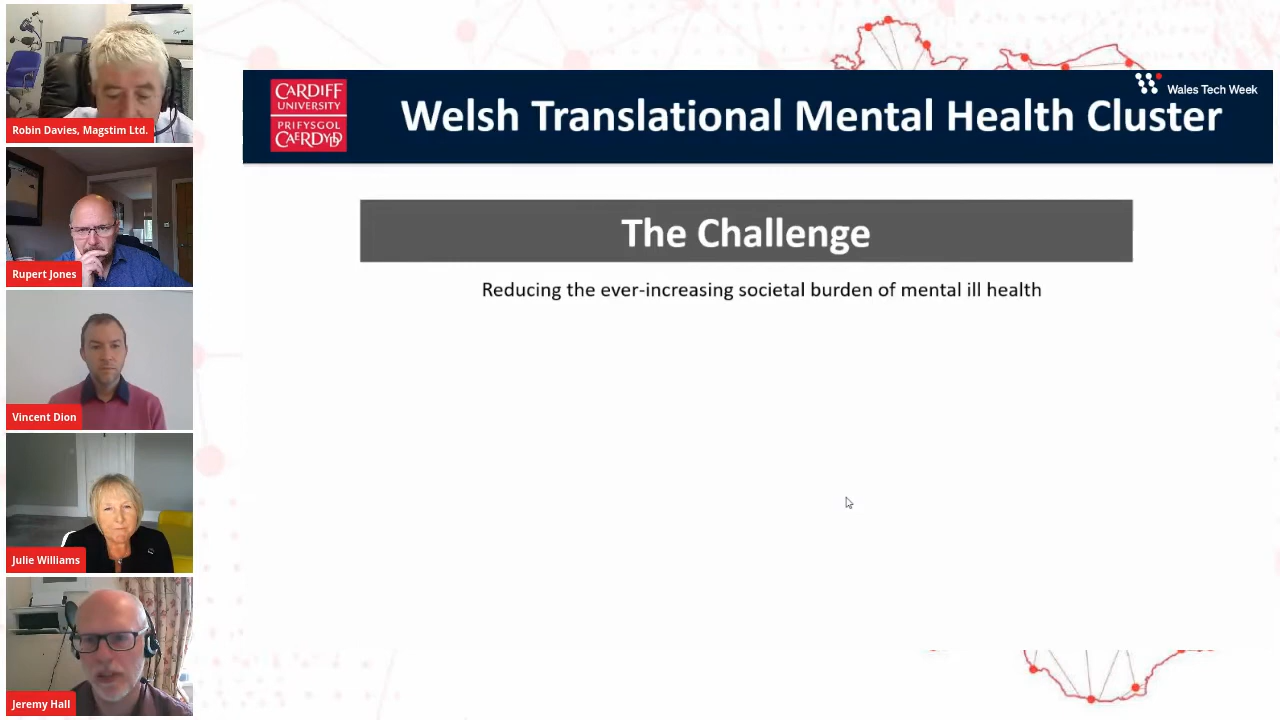 Robin Davies, Magstim Ltd.
Rupert Jones
Vincent Dion
Julie Williams
Jeremy Hall
CARDIFF
UNIVERSITY
PRIFYSGOL
CAERDYD
Welsh Translational Mental Health Cluster
Wales Tech Week
The Challenge
Reducing the ever-increasing societal burden of mental ill health